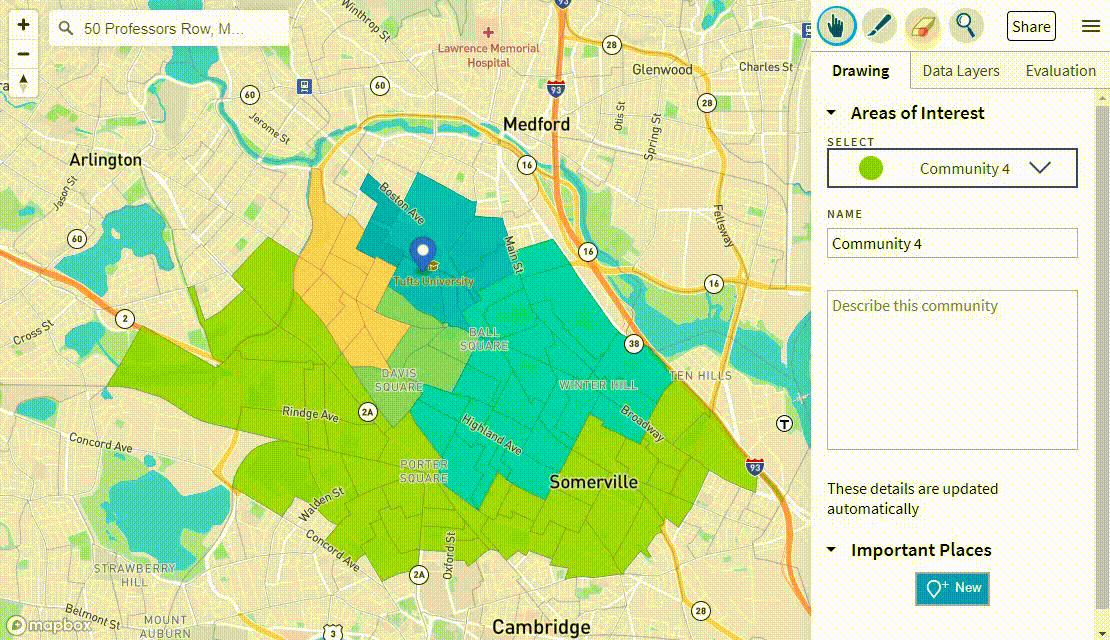 +
−
50 Professors Row, M...
Winthrop St
Lawrence Memorial
Hospital
93
28
Glenwood
Charles St
60
60
93
28
Jerome St
Otis St
Spring St
Medford
Arlington
16
Jason St
Boston Ave
Fellsway
60
Main St
16
Tufts University
16
2
Cross St
BALL
SQUARE
38
DAVIS
SQUARE
WINTER HILL
TEN HILLS
Rindge Ave
2A
Highland Ave
Broadway
T
Concord Ave
PORTER
SQUARE
93
Somerville
Walden St
Concord Ave
Oxford St
STRAWBERRY
HILL
2A
Belmont St
MOUNT
AUBURN
3
28
Cambridge
mapbox
Share
Drawing
Data Layers
Evaluation
Areas of Interest
SELECT
Community 4
NAME
Community 4
Describe this community
These details are updated
automatically
Important Places
New